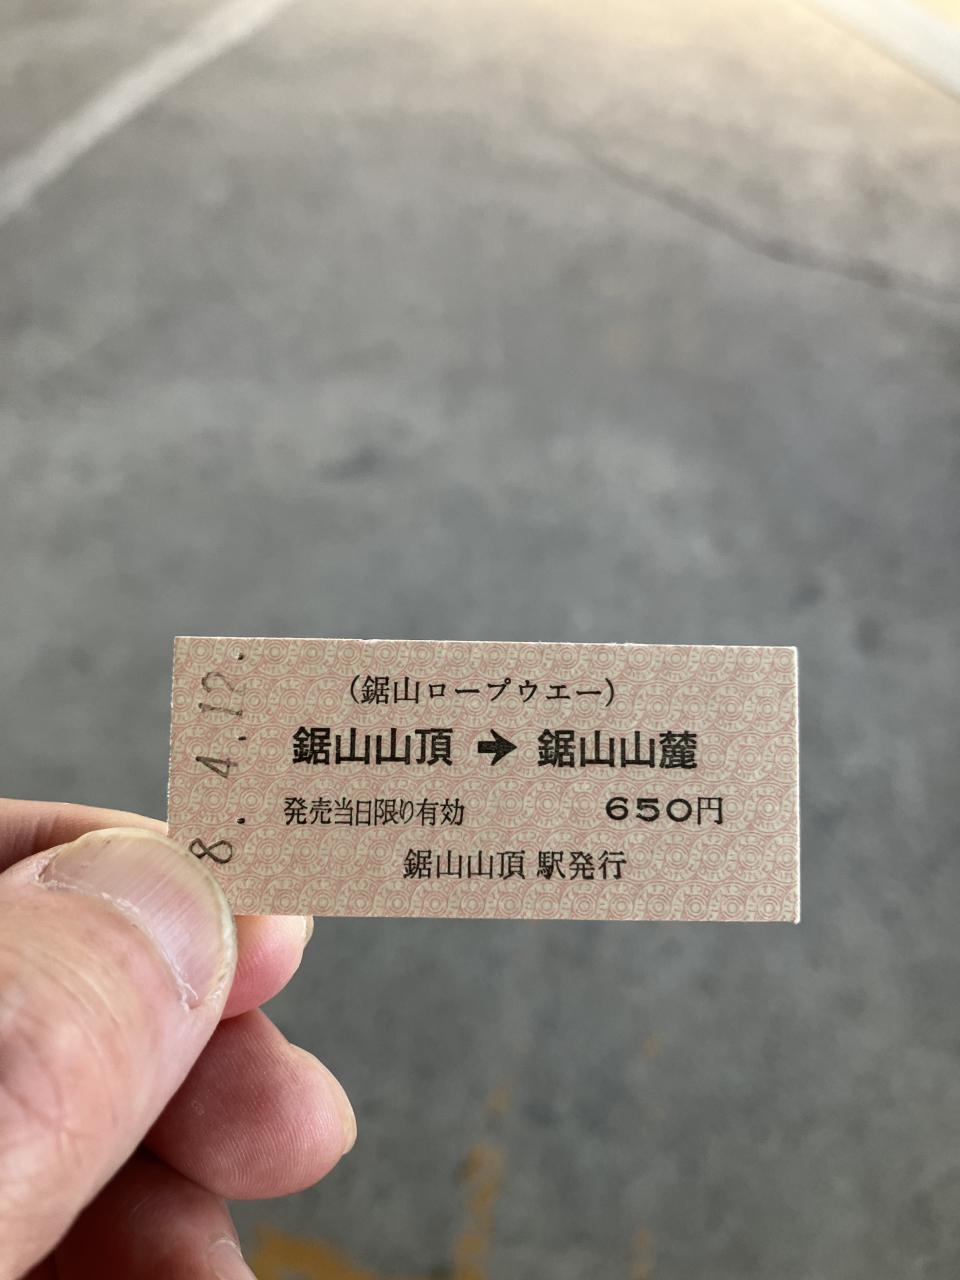 8.4.12.
(鋸山ロープウエー)
鋸山山頂 ➔ 鋸山山麓
発売当日限り有効 650円
鋸山山頂 駅発行